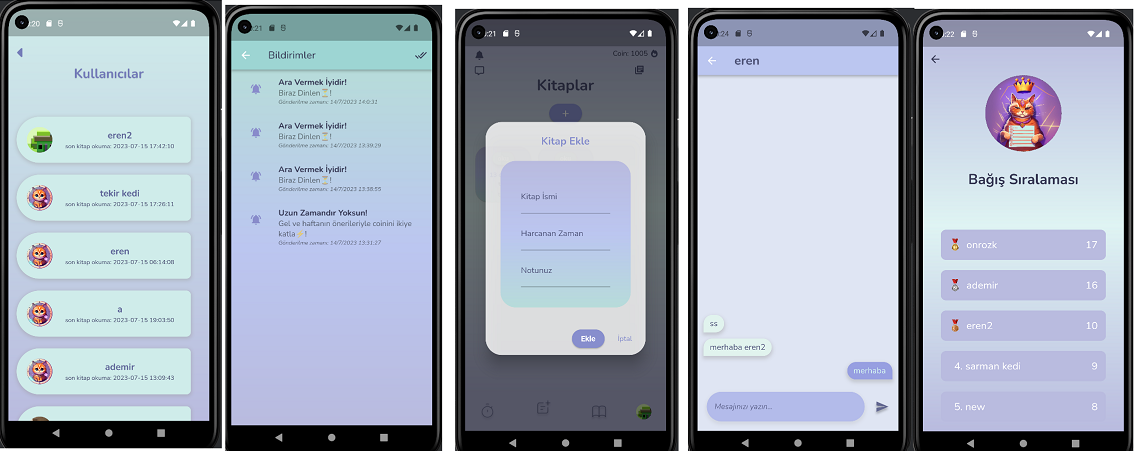 :20
Kullanıcılar
eren2
son kitap okuma: 2023-07-15 17:42:10
tekir kedi
son kitap okuma: 2023-07-15 17:26:11
eren
son kitap okuma: 2023-07-15 06:14:08
a
son kitap okuma: 2023-07-15 19:03:50
ademir
son kitap okuma: 2023-07-15 13:09:43
:21
Bildirimler
Ara Vermek İyidir!
Biraz Dinlen⏳!
Gönderilme zamanı: 14/7/2023 14:0:31
Ara Vermek İyidir!
Biraz Dinlen⏳!
Gönderilme zamanı: 14/7/2023 13:39:29
Ara Vermek İyidir!
Biraz Dinlen⏳!
Gönderilme zamanı: 14/7/2023 13:38:55
Uzun Zamandır Yoksun!
Gel ve haftanın önerileriyle coinini ikiye
katla!
Gönderilme zamanı: 14/7/2023 13:31:27
:21
Coin: 1005
Kitaplar
+
Kitap Ekle
Kitap İsmi
Harcanan Zaman
Notunuz
Ekle
İptal
:24
eren
ss
merhaba eren2
merhaba
Mesajınızı yazın...
:22
Bağış Sıralaması
onrozk 17
ademir 16
eren2 10
4. sarman kedi 9
5. new 8